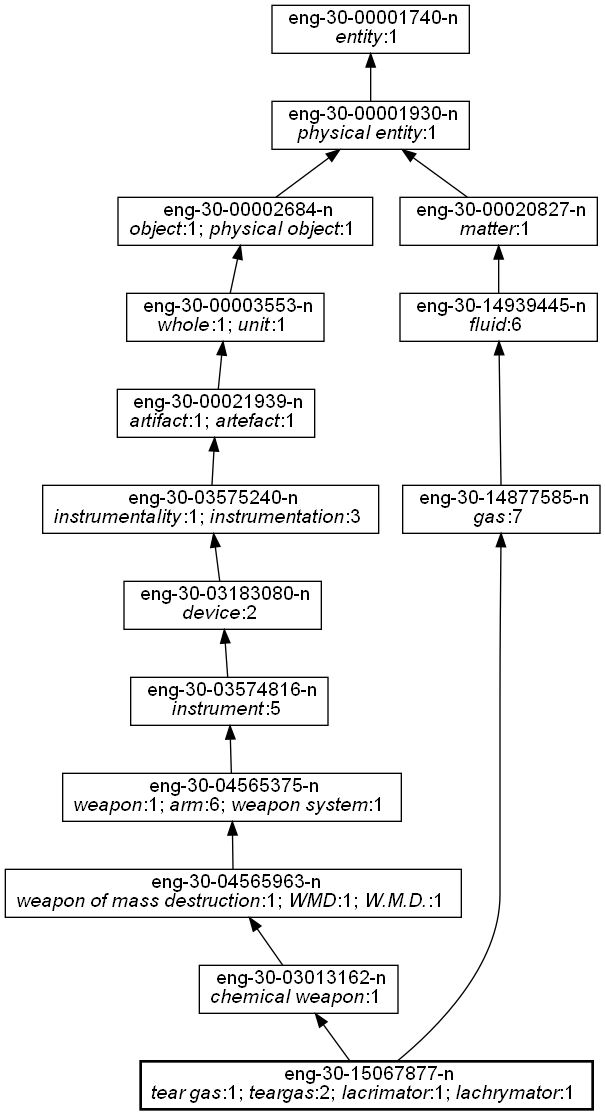 eng-30-00001740-n
entity:1
eng-30-00001930-n
physical entity:1
eng-30-00002684-n
object:1; physical object:1
eng-30-00020827-n
matter:1
eng-30-00003553-n
whole:1; unit:1
eng-30-14939445-n
fluid:6
eng-30-00021939-n
artifact:1; artefact:1
eng-30-03575240-n
instrumentality:1; instrumentation:3
eng-30-14877585-n
gas:7
eng-30-03183080-n
device:2
eng-30-03574816-n
instrument:5
eng-30-04565375-n
weapon:1; arm:6; weapon system:1
eng-30-04565963-n
weapon of mass destruction:1; WMD:1; W.M.D.:1
eng-30-03013162-n
chemical weapon:1
eng-30-15067877-n
tear gas:1; teargas:2; lacrimator:1; lachrymator:1